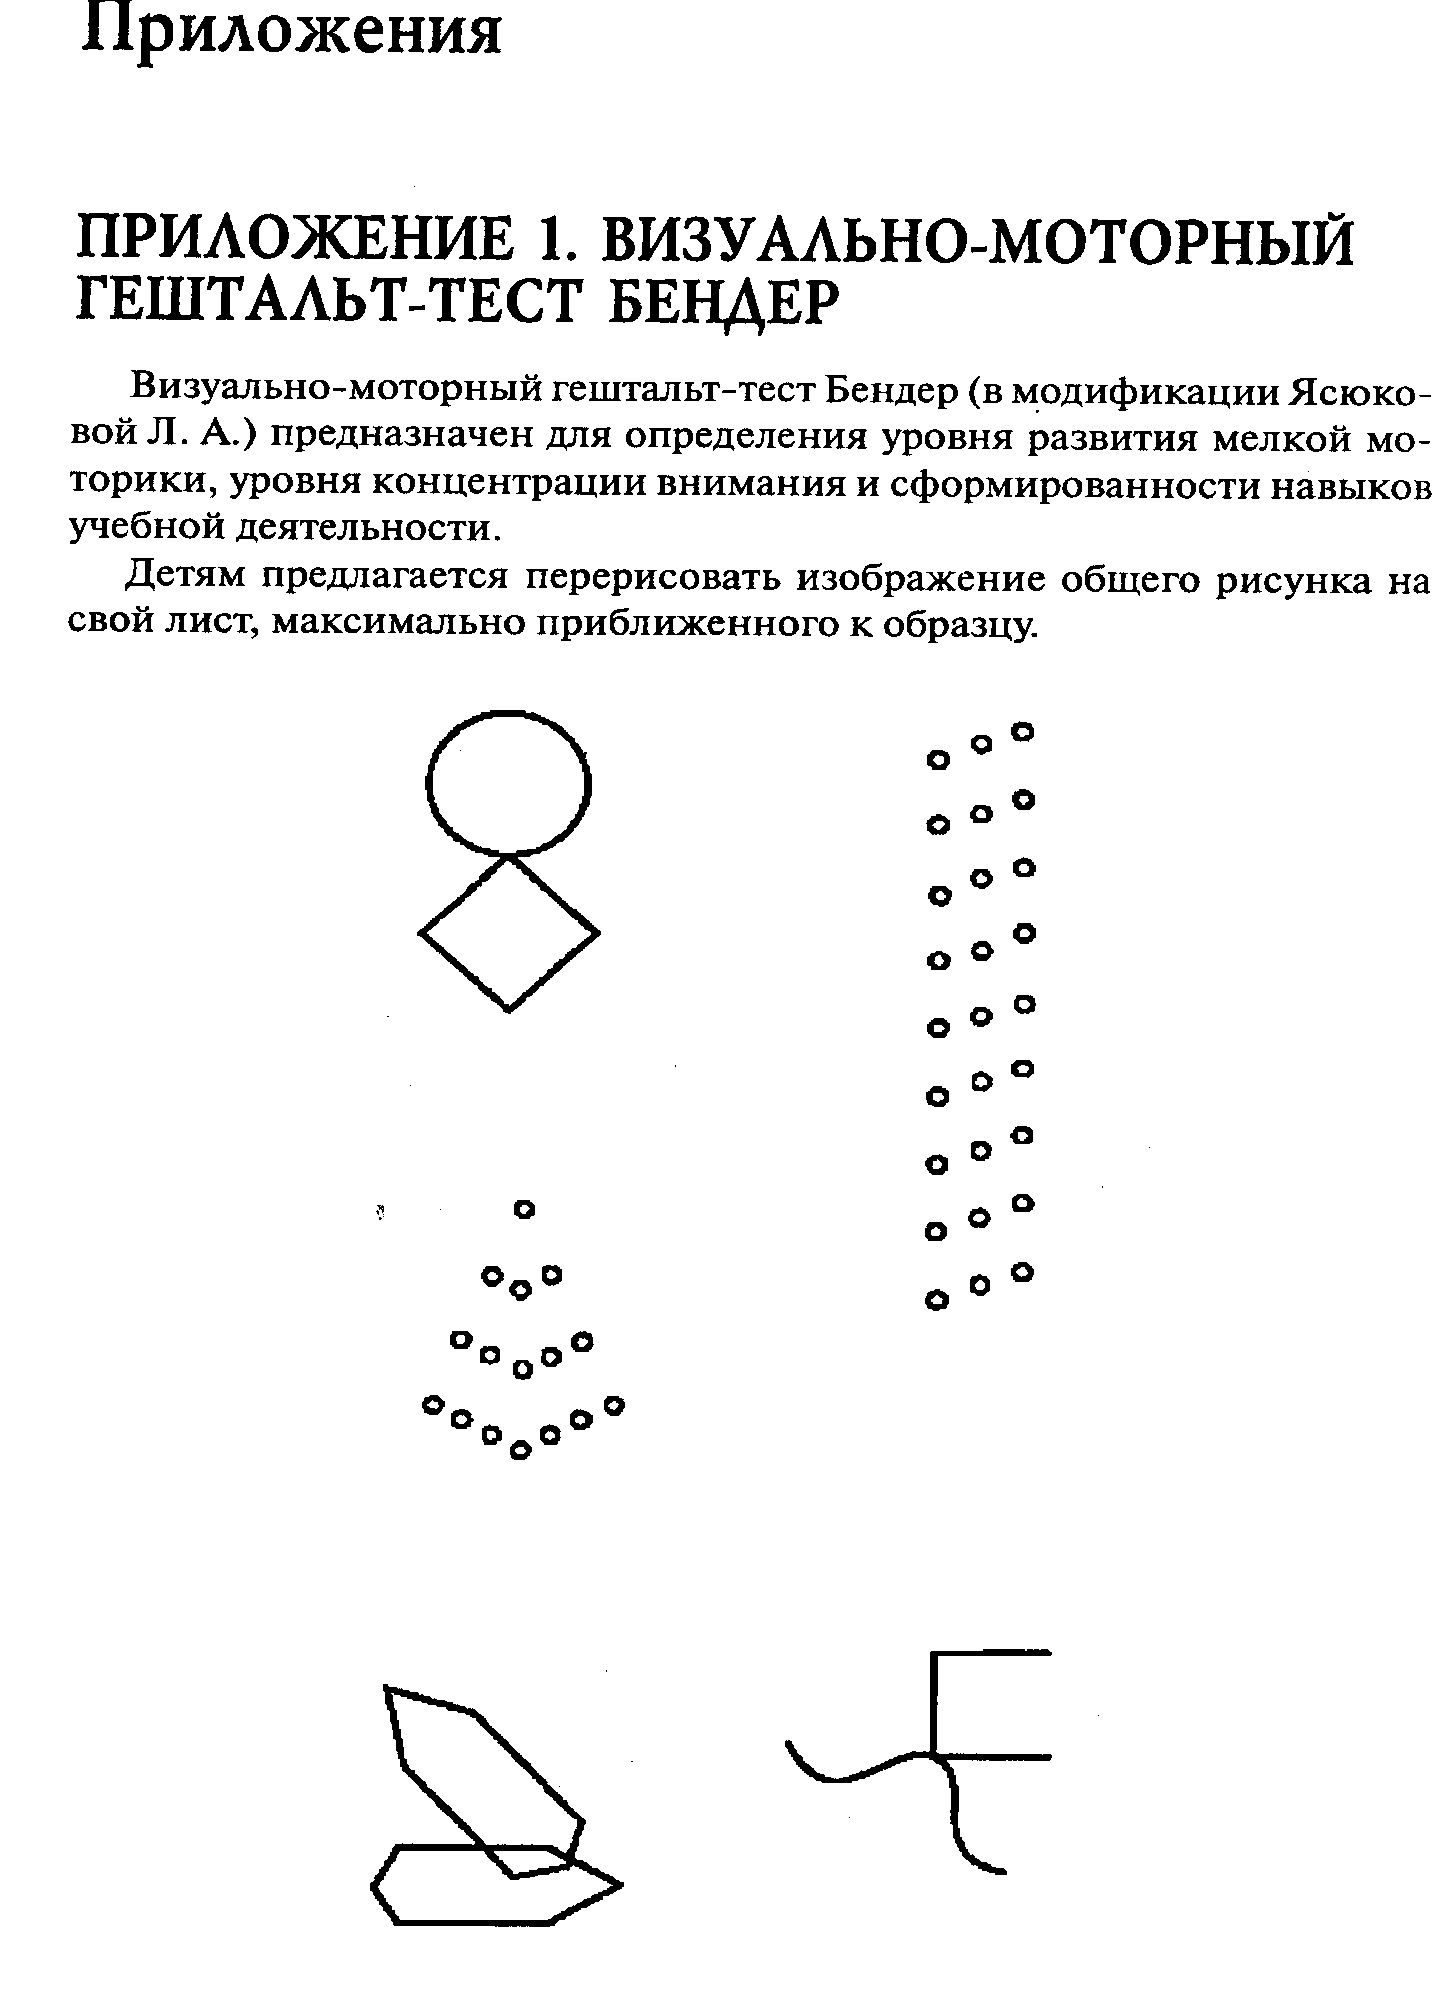 Приложения
ПРИЛОЖЕНИЕ 1. ВИЗУАЛЬНО-МОТОРНЫЙ
ГЕШТАЛЬТ-ТЕСТ БЕНДЕР
Визуально-моторный гештальт-тест Бендер (в модификации Ясюко-
вой Л. А.) предназначен для определения уровня развития мелкой мо-
торики, уровня концентрации внимания и сформированности навыков
учебной деятельности.
Детям предлагается перерисовать изображение общего рисунка на
свой лист, максимально приближенного к образцу.